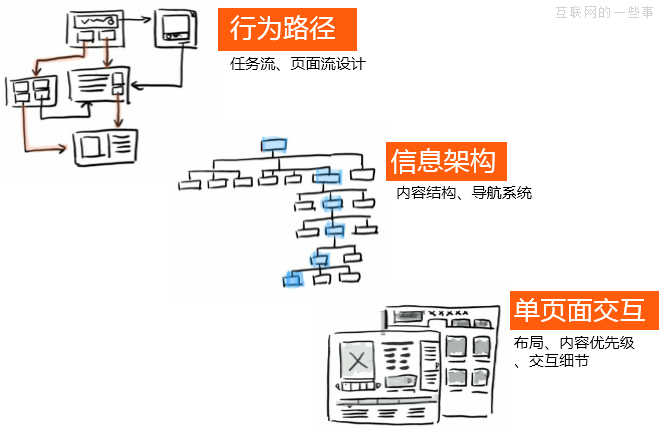 互联网的一些事
行为路径
任务流、页面流设计
信息架构
内容结构、导航系统
单页面交互
布局、内容优先级
、交互细节